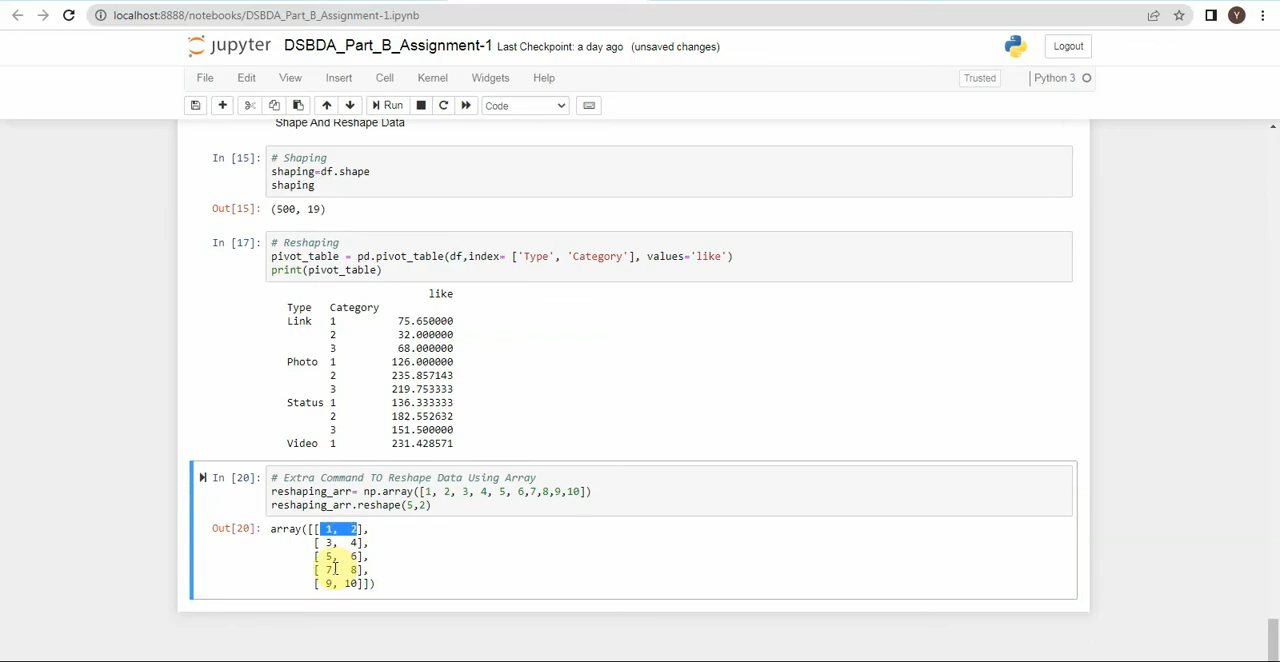 localhost:8888/notebooks/DSBDA_Part_B_Assignment-1.ipynb
Y
jupyter DSBDA_Part_B_Assignment-1 Last Checkpoint: a day ago (unsaved changes)
Logout
File Edit View Insert Cell Kernel Widgets Help
Trusted
Python 3
Run
Code
Shape And Reshape Data
In [15]: # Shaping
shaping=df.shape
shaping
Out[15]: (500, 19)
In [17]: # Reshaping
pivot_table = pd.pivot_table(df,index= ['Type', 'Category'], values='like')
print(pivot_table)
like
Type Category
Link 1 75.650000
2 32.000000
3 68.000000
Photo 1 126.000000
2 235.857143
3 219.753333
Status 1 136.333333
2 182.552632
3 151.500000
Video 1 231.428571
In [20]: # Extra Command TO Reshape Data Using Array
reshaping_arr= np.array([1, 2, 3, 4, 5, 6,7,8,9,10])
reshaping_arr.reshape(5,2)
Out[20]: array([[ 1, 2],
[ 3, 4],
[ 5, 6],
[ 7, 8],
[ 9, 10]])